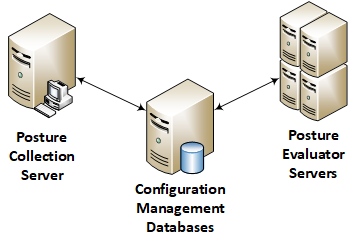 Posture
Collection
Server
Configuration
Management
Databases
Posture
Evaluator
Servers